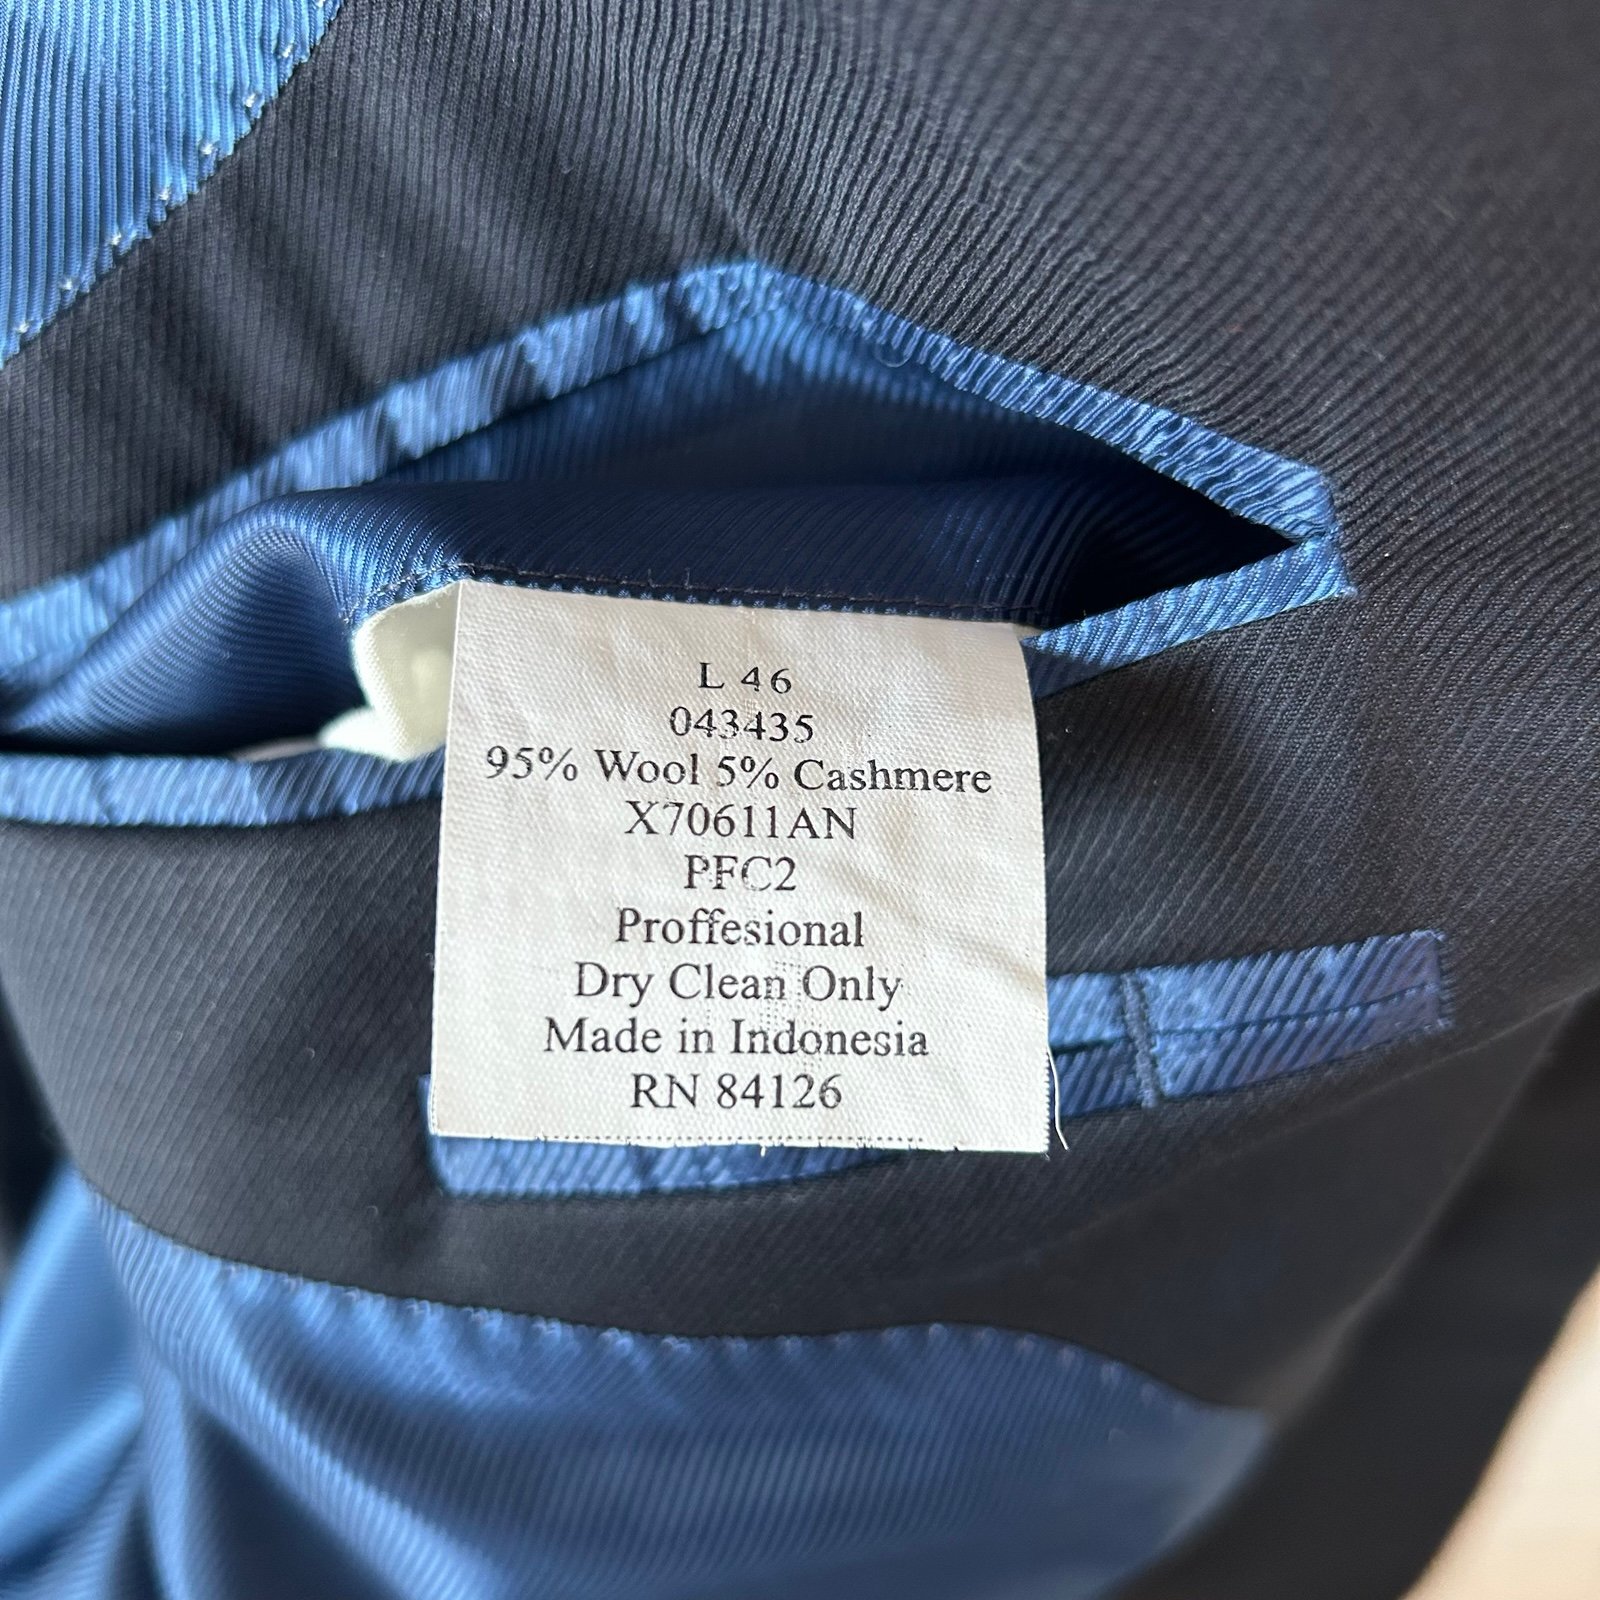 L 46
043435
95% Wool 5% Cashmere
X70611AN
PFC2
Proffesional
Dry Clean Only
Made in Indonesia
RN 84126